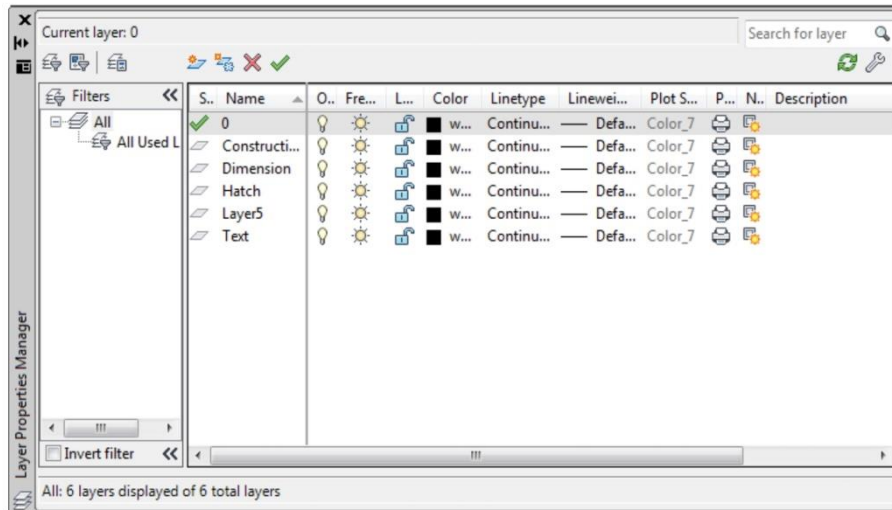 Current layer: 0
Search for layer
Filters
S.. Name O.. Fre... L... Color Linetype Linewei... Plot S... P... N.. Description
All
All Used L
0 w... Continu... Defa... Color_7
Constructi... w... Continu... Defa... Color_7
Dimension w... Continu... Defa... Color_7
Hatch w... Continu... Defa... Color_7
Layer5 w... Continu... Defa... Color_7
Text w... Continu... Defa... Color_7
Invert filter
Layer Properties Manager
All: 6 layers displayed of 6 total layers